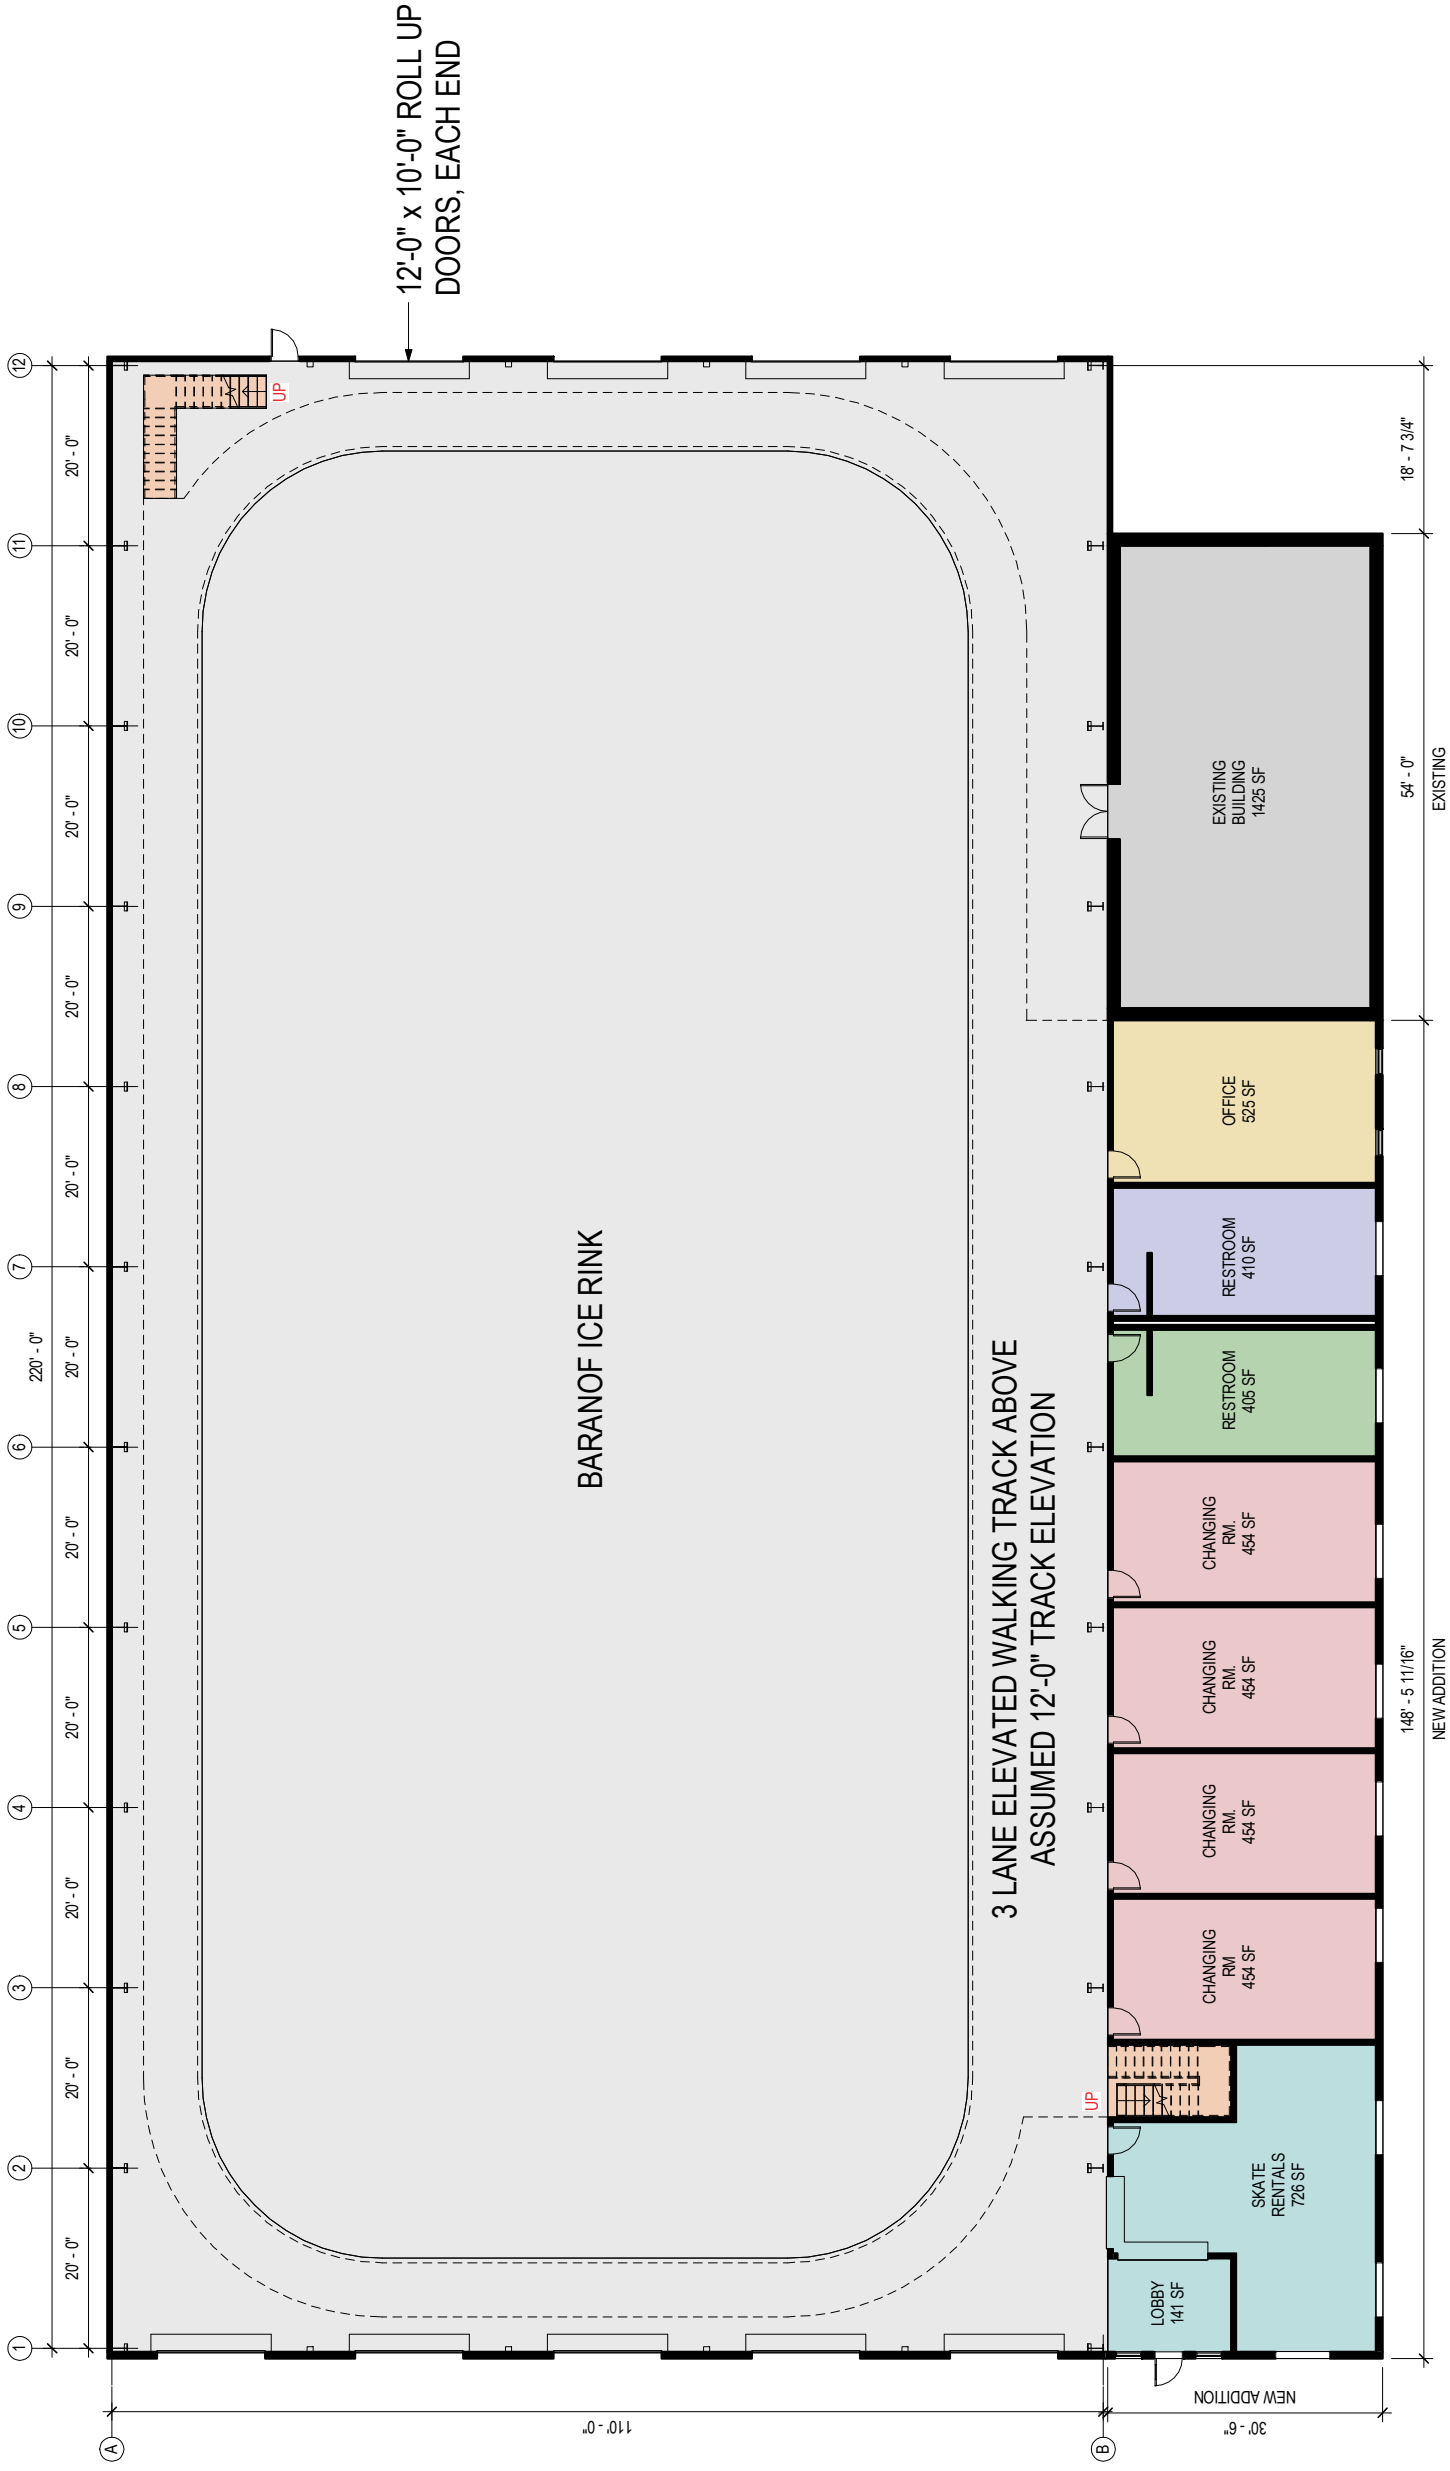 12'-0" x 10'-0" ROLL UP
DOORS, EACH END
1
2
3
4
5
6
7
8
9
10
11
12
220' - 0"
20' - 0"
20' - 0"
20' - 0"
20' - 0"
20' - 0"
20' - 0"
20' - 0"
20' - 0"
20' - 0"
20' - 0"
20' - 0"
A
B
110' - 0"
30' - 6"
NEW ADDITION
UP
BARANOF ICE RINK
3 LANE ELEVATED WALKING TRACK ABOVE
ASSUMED 12'-0" TRACK ELEVATION
UP
LOBBY
141 SF
SKATE
RENTALS
726 SF
CHANGING
RM
454 SF
CHANGING
RM.
454 SF
CHANGING
RM.
454 SF
CHANGING
RM.
454 SF
RESTROOM
405 SF
RESTROOM
410 SF
OFFICE
525 SF
EXISTING
BUILDING
1425 SF
148' - 5 11/16"
NEW ADDITION
54' - 0"
EXISTING
18' - 7 3/4"